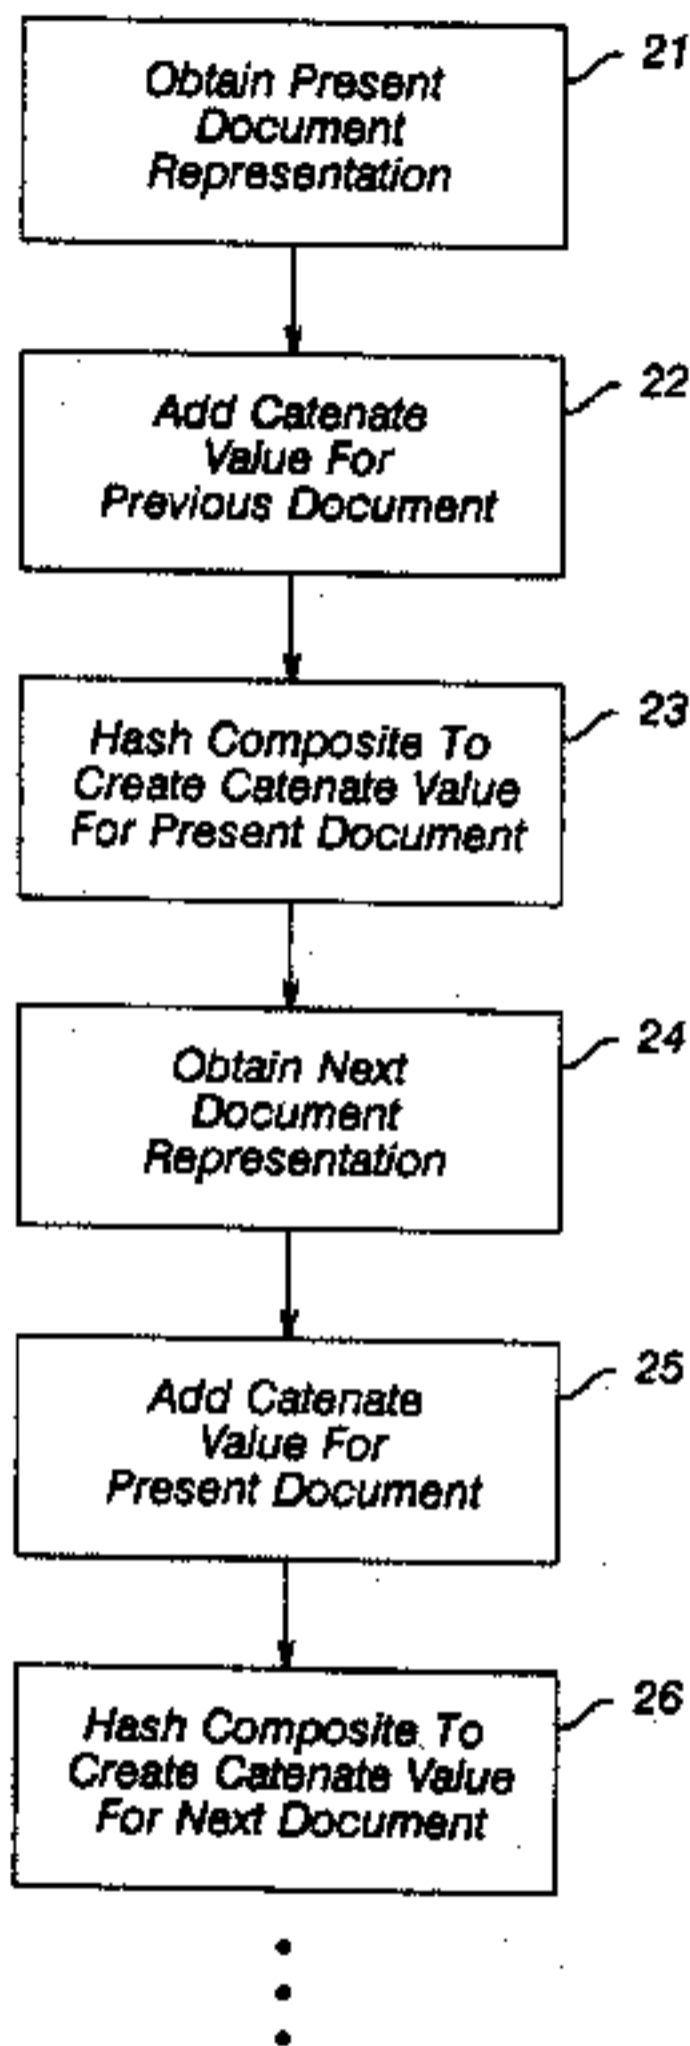 21
Obtain Present
Document
Representation
22
Add Catenate
Value For
Previous Document
23
Hash Composite To
Create Catenate Value
For Present Document
24
Obtain Next
Document
Representation
25
Add Catenate
Value For
Present Document
26
Hash Composite To
Create Catenate Value
For Next Document